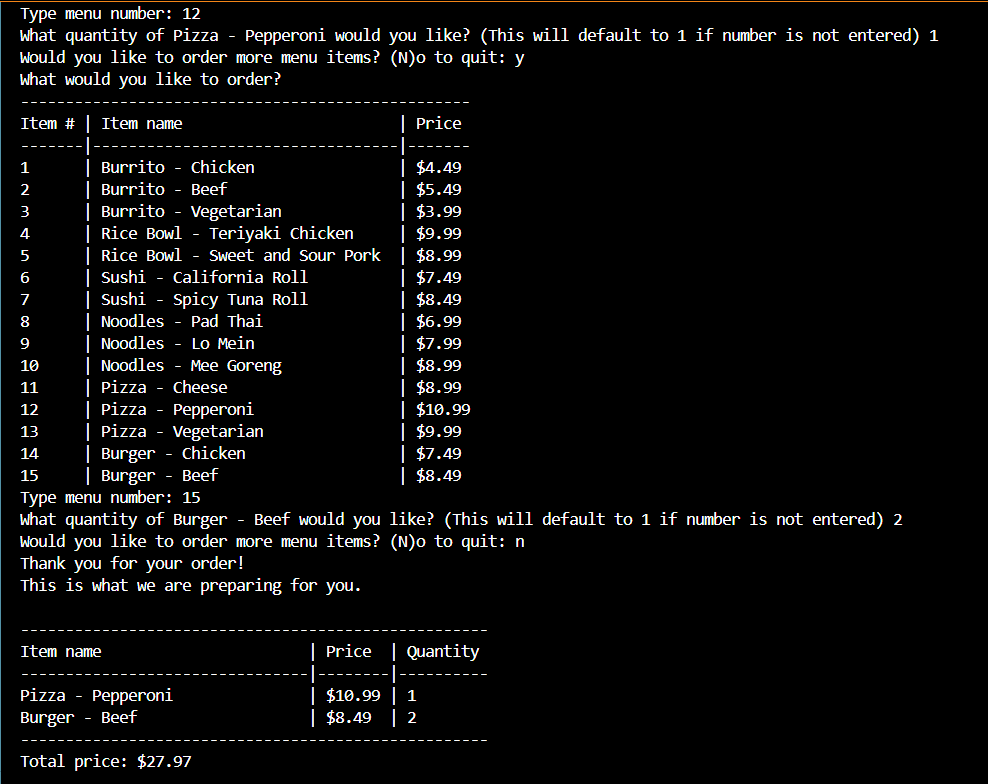 Type menu number: 12
What quantity of Pizza - Pepperoni would you like? (This will default to 1 if number is not entered) 1
Would you like to order more menu items? (N)o to quit: y
What would you like to order?
--------------------------------------------------
Item # | Item name                        | Price
-------|----------------------------------|-------
1      | Burrito - Chicken                | $4.49
2      | Burrito - Beef                   | $5.49
3      | Burrito - Vegetarian             | $3.99
4      | Rice Bowl - Teriyaki Chicken     | $9.99
5      | Rice Bowl - Sweet and Sour Pork  | $8.99
6      | Sushi - California Roll          | $7.49
7      | Sushi - Spicy Tuna Roll          | $8.49
8      | Noodles - Pad Thai               | $6.99
9      | Noodles - Lo Mein                | $7.99
10     | Noodles - Mee Goreng             | $8.99
11     | Pizza - Cheese                   | $8.99
12     | Pizza - Pepperoni                | $10.99
13     | Pizza - Vegetarian               | $9.99
14     | Burger - Chicken                 | $7.49
15     | Burger - Beef                    | $8.49
Type menu number: 15
What quantity of Burger - Beef would you like? (This will default to 1 if number is not entered) 2
Would you like to order more menu items? (N)o to quit: n
Thank you for your order!
This is what we are preparing for you.

----------------------------------------------------
Item name                       | Price  | Quantity
--------------------------------|--------|----------
Pizza - Pepperoni               | $10.99 | 1
Burger - Beef                   | $8.49  | 2
----------------------------------------------------
Total price: $27.97